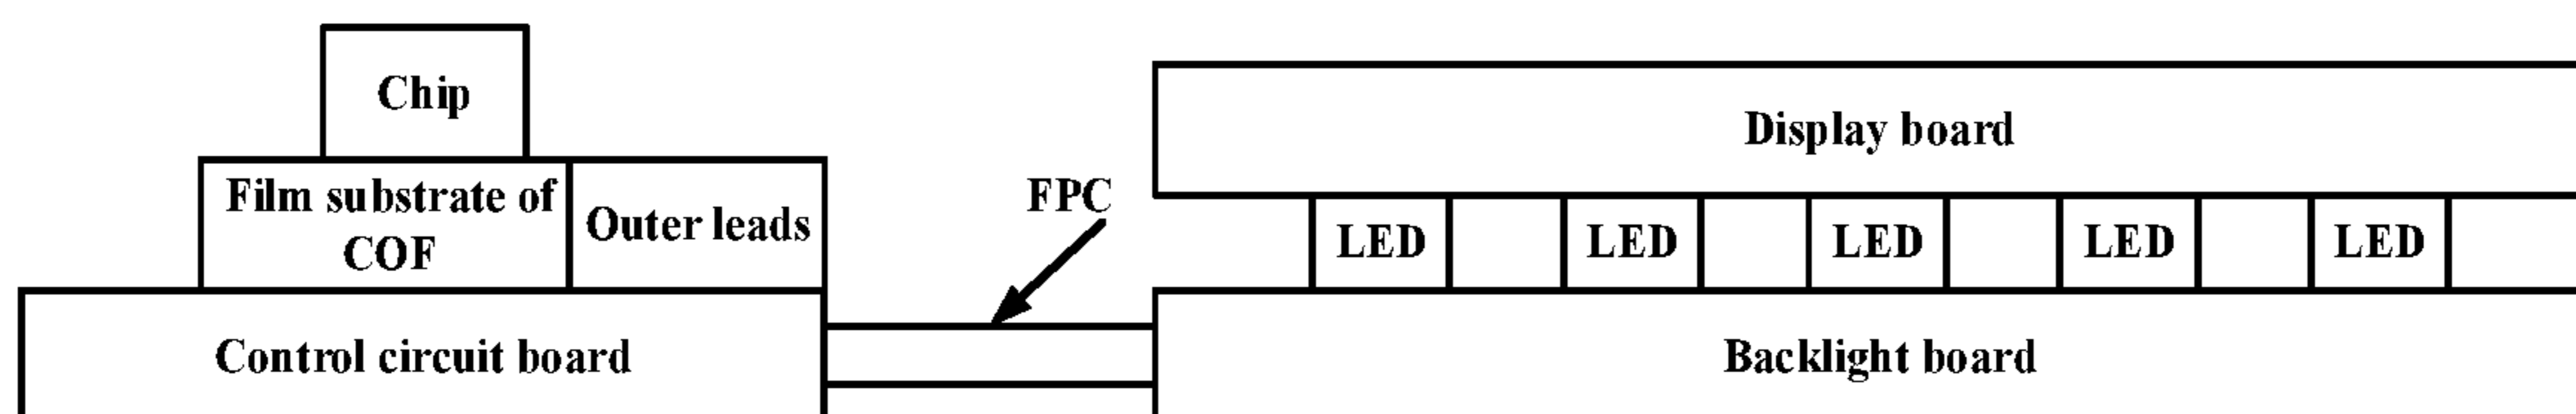 Chip
Display board
Film substrate of
COF
Outer leads
FPC
LED LED LED LED LED
Control circuit board
Backlight board